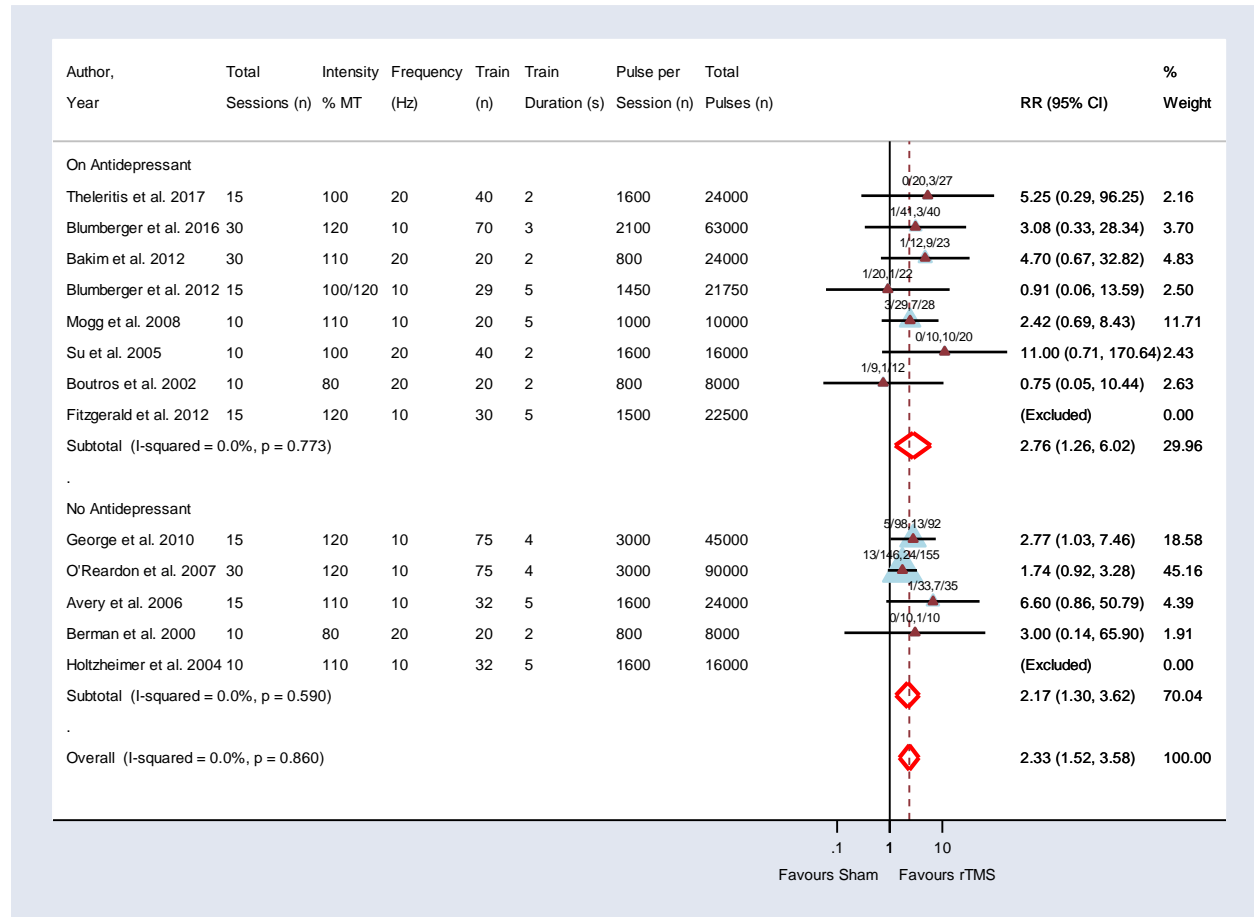 Author, Total Intensity Frequency Train Train Pulse per Total %
Year Sessions (n) % MT (Hz) (n) Duration (s) Session (n) Pulses (n) RR (95% CI) Weight
On Antidepressant
0/20,3/27
Theleritis et al. 2017 15 100 20 40 2 1600 24000 5.25 (0.29, 96.25) 2.16
1/41,3/40
Blumberger et al. 2016 30 120 10 70 3 2100 63000 3.08 (0.33, 28.34) 3.70
1/12,9/23
Bakim et al. 2012 30 110 20 20 2 800 24000 4.70 (0.67, 32.82) 4.83
1/20,1/22
Blumberger et al. 2012 15 100/120 10 29 5 1450 21750 0.91 (0.06, 13.59) 2.50
3/29,7/28
Mogg et al. 2008 10 110 10 20 5 1000 10000 2.42 (0.69, 8.43) 11.71
0/10,10/20
Su et al. 2005 10 100 20 40 2 1600 16000 11.00 (0.71, 170.64) 2.43
1/9,1/12
Boutros et al. 2002 10 80 20 20 2 800 8000 0.75 (0.05, 10.44) 2.63
Fitzgerald et al. 2012 15 120 10 30 5 1500 22500 (Excluded) 0.00
Subtotal (I-squared = 0.0%, p = 0.773) 2.76 (1.26, 6.02) 29.96
.
No Antidepressant
5/98,13/92
George et al. 2010 15 120 10 75 4 3000 45000 2.77 (1.03, 7.46) 18.58
13/146,24/155
O'Reardon et al. 2007 30 120 10 75 4 3000 90000 1.74 (0.92, 3.28) 45.16
1/33,7/35
Avery et al. 2006 15 110 10 32 5 1600 24000 6.60 (0.86, 50.79) 4.39
0/10,1/10
Berman et al. 2000 10 80 20 20 2 800 8000 3.00 (0.14, 65.90) 1.91
Holtzheimer et al. 2004 10 110 10 32 5 1600 16000 (Excluded) 0.00
Subtotal (I-squared = 0.0%, p = 0.590) 2.17 (1.30, 3.62) 70.04
.
Overall (I-squared = 0.0%, p = 0.860) 2.33 (1.52, 3.58) 100.00
.1 1 10
Favours Sham Favours rTMS